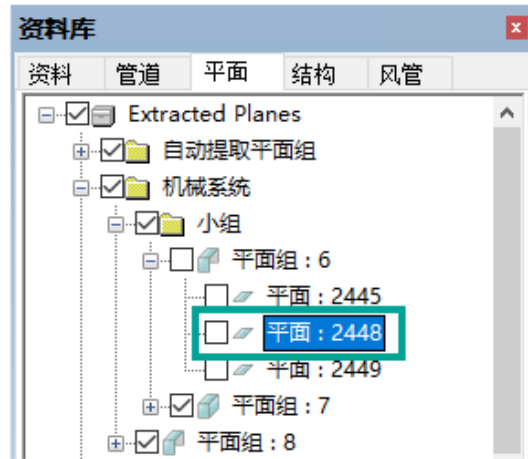 资料库
资料 管道 平面 结构 风管
Extracted Planes
自动提取平面组
机械系统
小组
平面组 : 6
平面 : 2445
平面 : 2448
平面 : 2449
平面组 : 7
平面组 : 8